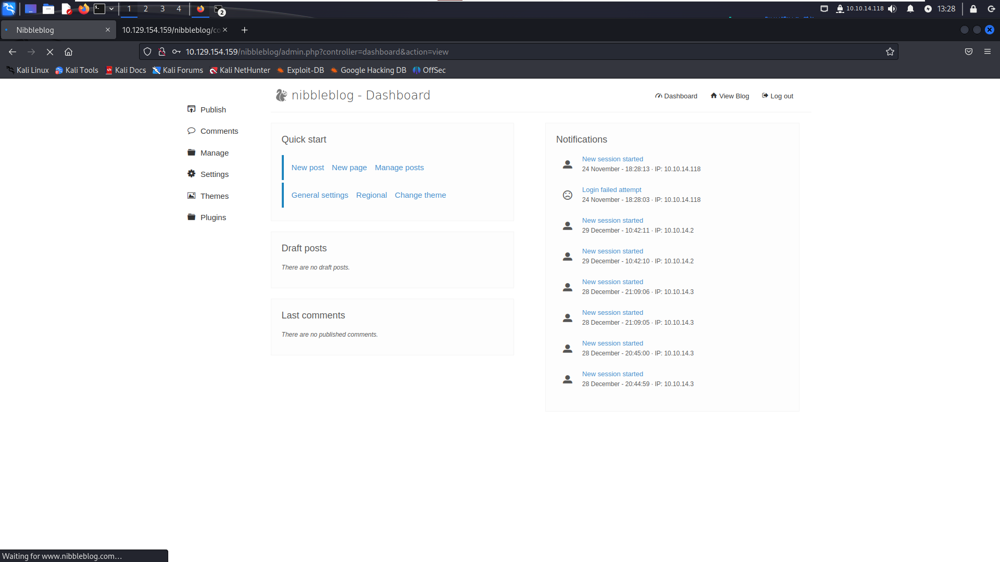 1 2 3 4 2 10.10.14.118 13:28
Nibbleblog 10.129.154.159/nibbleblog/co
10.129.154.159/nibbleblog/admin.php?controller=dashboard&action=view
Kali Linux Kali Tools Kali Docs Kali Forums Kali NetHunter Exploit-DB Google Hacking DB OffSec
nibbleblog - Dashboard
Dashboard View Blog Log out
Publish
Comments
Manage
Settings
Themes
Plugins
Quick start
New post New page Manage posts
General settings Regional Change theme
Draft posts
There are no draft posts.
Last comments
There are no published comments.
Notifications
New session started
24 November - 18:28:13 · IP: 10.10.14.118
Login failed attempt
24 November - 18:28:03 · IP: 10.10.14.118
New session started
29 December - 10:42:11 · IP: 10.10.14.2
New session started
29 December - 10:42:10 · IP: 10.10.14.2
New session started
28 December - 21:09:06 · IP: 10.10.14.3
New session started
28 December - 21:09:05 · IP: 10.10.14.3
New session started
28 December - 20:45:00 · IP: 10.10.14.3
New session started
28 December - 20:44:59 · IP: 10.10.14.3
Waiting for www.nibbleblog.com…